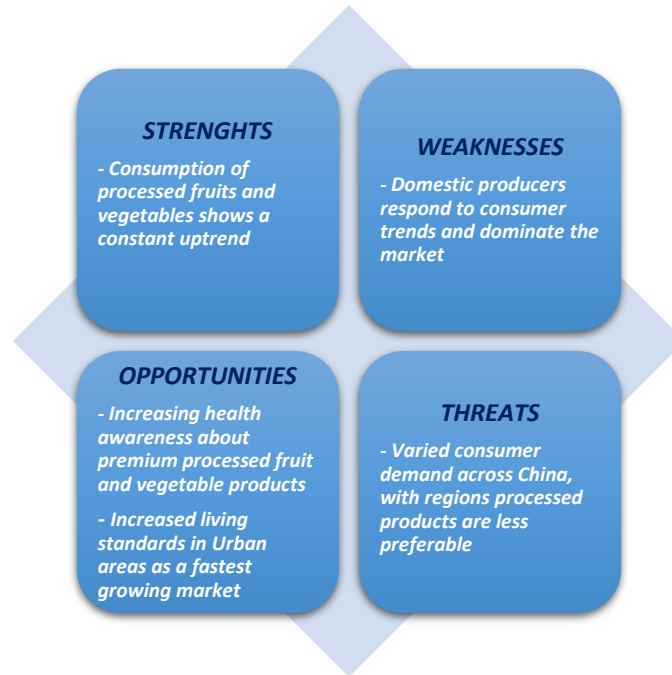 STRENGHTS
- Consumption of
processed fruits and
vegetables shows a
constant uptrend
WEAKNESSES
- Domestic producers
respond to consumer
trends and dominate the
market
OPPORTUNITIES
- Increasing health
awareness about
premium processed fruit
and vegetable products
- Increased living
standards in Urban
areas as a fastest
growing market
THREATS
- Varied consumer
demand across China,
with regions processed
products are less
preferable